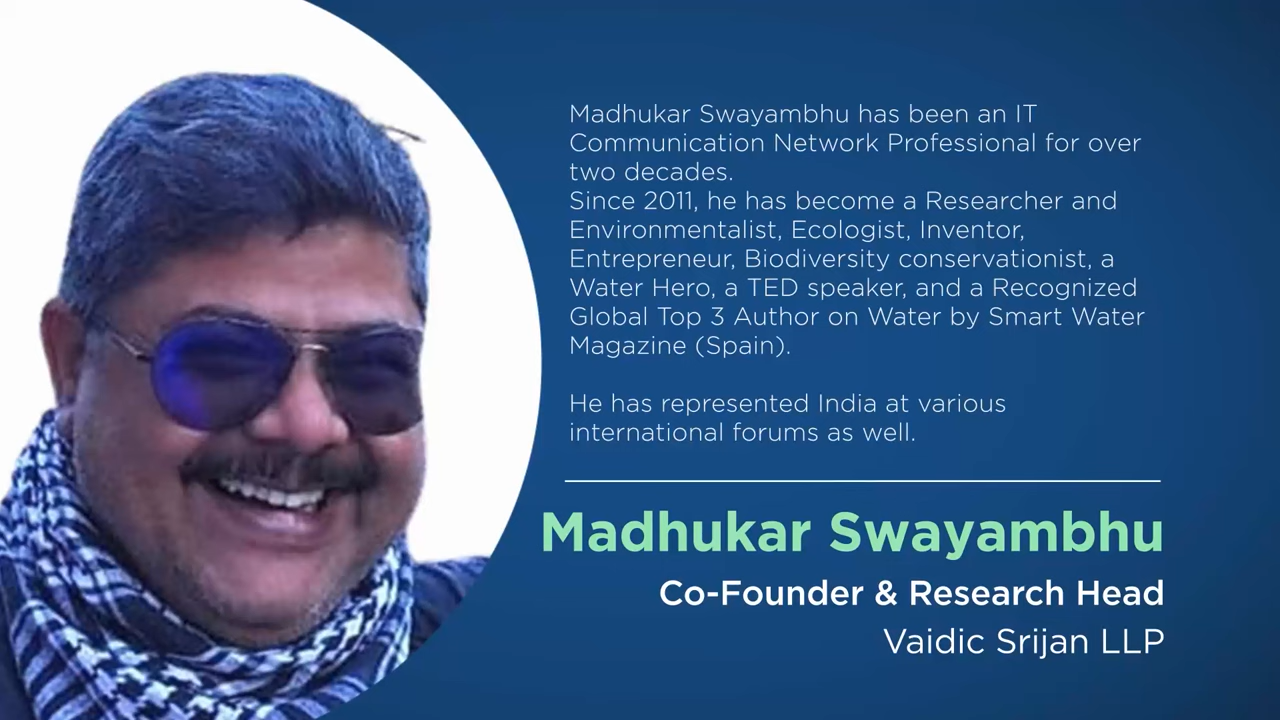 Madhukar Swayambhu has been an IT
Communication Network Professional for over
two decades.
Since 2011, he has become a Researcher and
Environmentalist, Ecologist, Inventor,
Entrepreneur, Biodiversity conservationist, a
Water Hero, a TED speaker, and a Recognized
Global Top 3 Author on Water by Smart Water
Magazine (Spain).
He has represented India at various
international forums as well.
Madhukar Swayambhu
Co-Founder & Research Head
Vaidic Srijan LLP